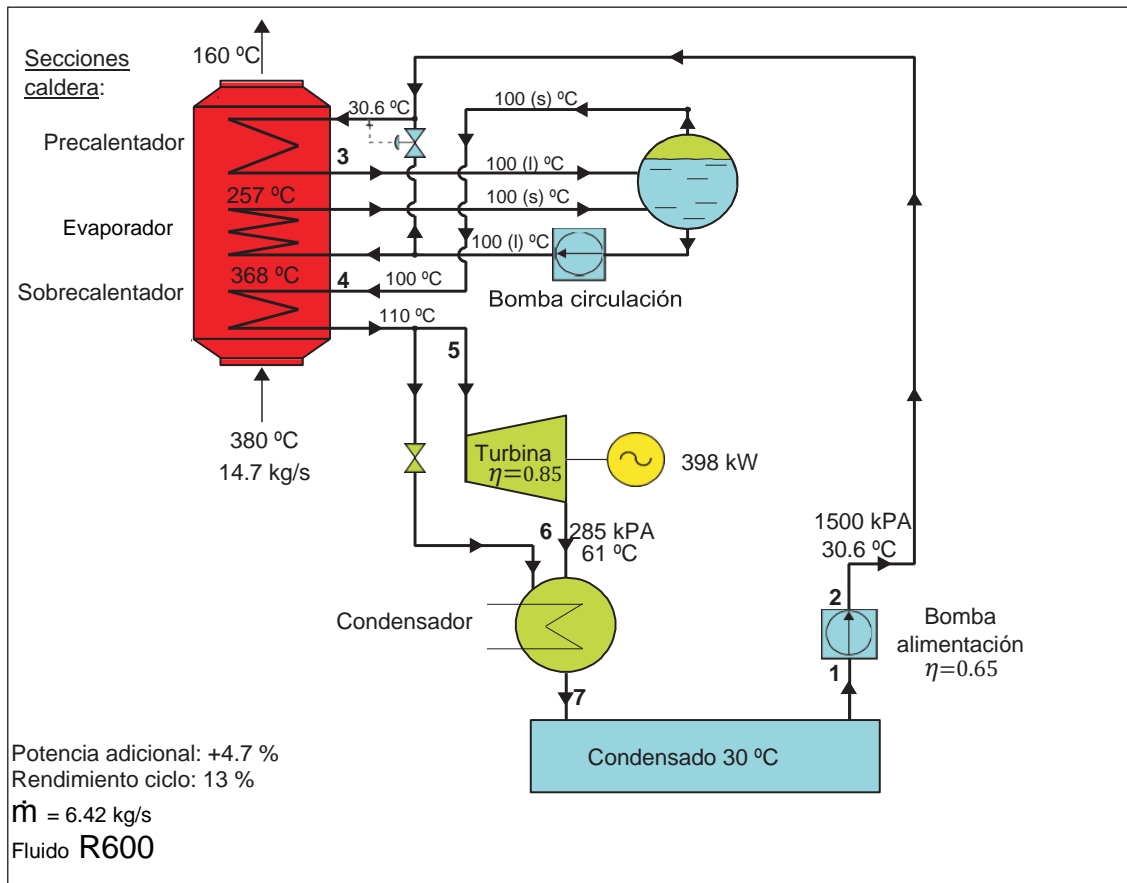 160 ºC
Secciones
caldera:
30.6 ºC
100 (s) ºC
Precalentador
3
100 (l) ºC
257 ºC
100 (s) ºC
Evaporador
100 (l) ºC
368 ºC
4
100 ºC
Sobrecalentador
Bomba circulación
110 ºC
5
380 ºC
14.7 kg/s
Turbina
η=0.85
398 kW
6
285 kPA
61 ºC
1500 kPA
30.6 ºC
Condensador
2
Bomba
alimentación
η=0.65
1
7
Condensado 30 ºC
Potencia adicional: +4.7 %
Rendimiento ciclo: 13 %
ṁ = 6.42 kg/s
Fluido R600